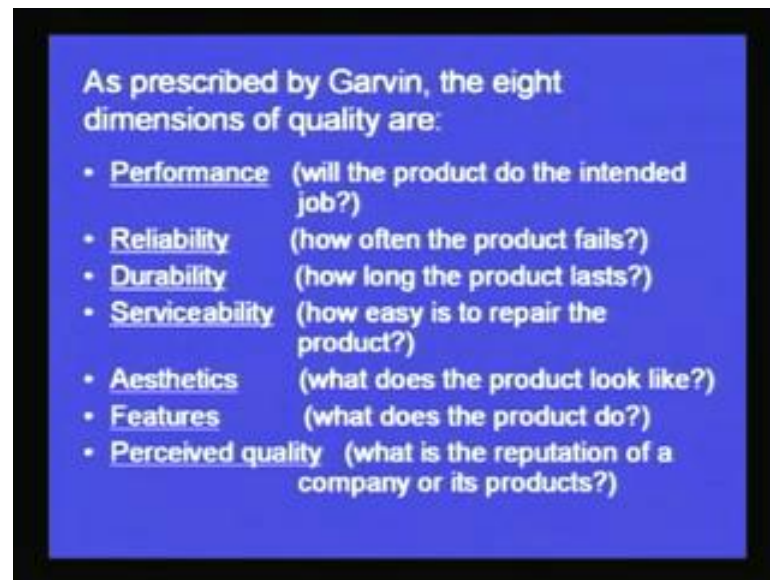 As prescribed by Garvin, the eight
dimensions of quality are:
• Performance (will the product do the intended
job?)
• Reliability (how often the product fails?)
• Durability (how long the product lasts?)
• Serviceability (how easy is to repair the
product?)
• Aesthetics (what does the product look like?)
• Features (what does the product do?)
• Perceived quality (what is the reputation of a
company or its products?)